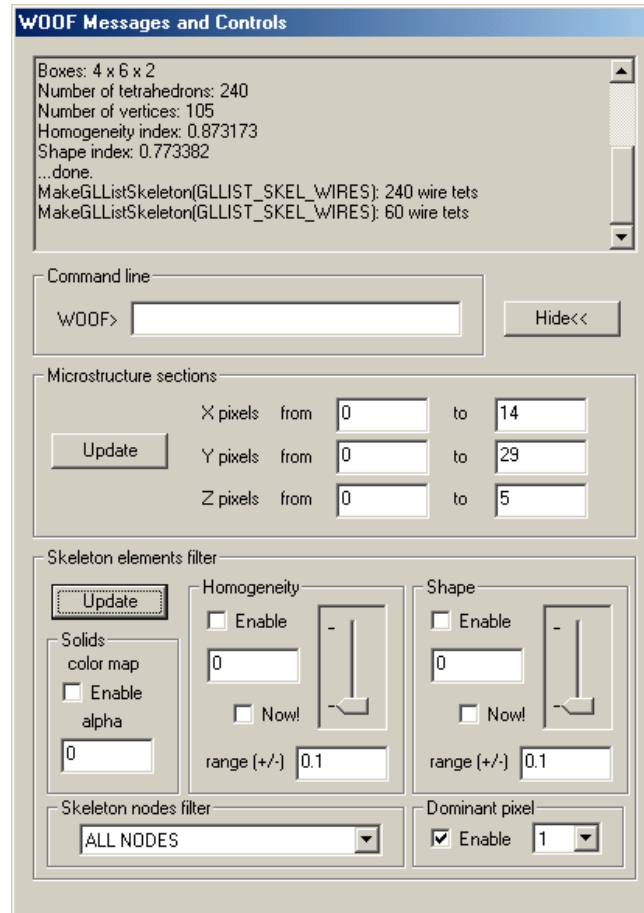 WOOF Messages and Controls
Boxes: 4 x 6 x 2
Number of tetrahedrons: 240
Number of vertices: 105
Homogeneity index: 0.873173
Shape index: 0.773382
...done.
MakeGLListSkeleton(GLLIST_SKEL_WIRES): 240 wire tets
MakeGLListSkeleton(GLLIST_SKEL_WIRES): 60 wire tets
Command line
WOOF>
Hide<<
Microstructure sections
X pixels from 0 to 14
Update
Y pixels from 0 to 29
Z pixels from 0 to 5
Skeleton elements filter
Update
Solids
color map
Enable
alpha
0
Homogeneity
Enable
0
Now!
range (+/-) 0.1
Shape
Enable
0
Now!
range (+/-) 0.1
Skeleton nodes filter
ALL NODES
Dominant pixel
Enable 1